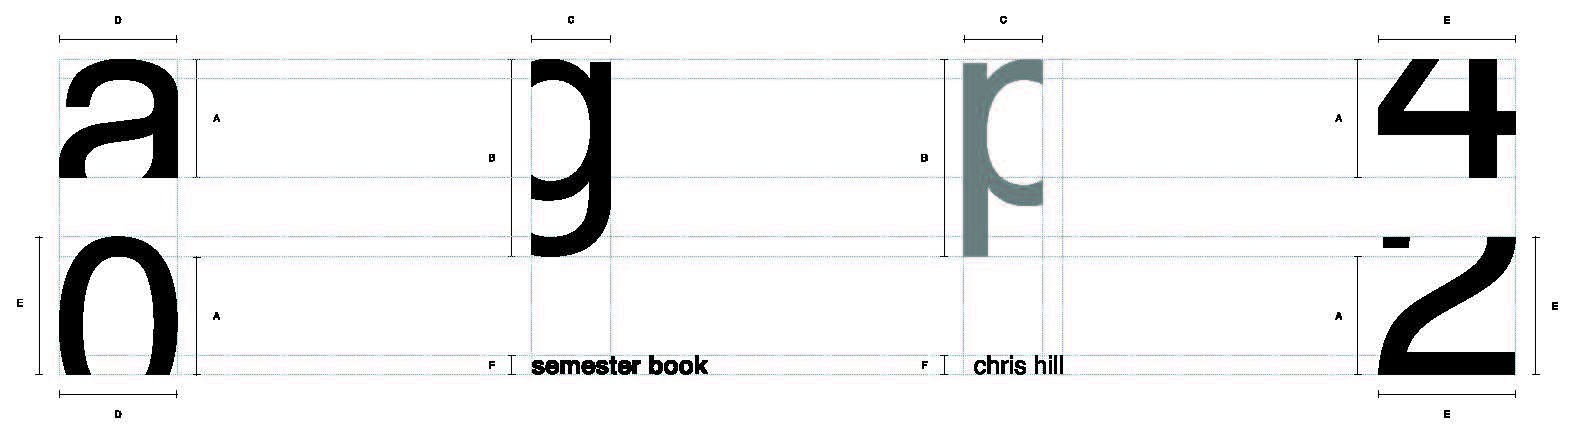 D C C E
a g p 4
A A
B B
0 2
E A A E
F semester book F chris hill
D E